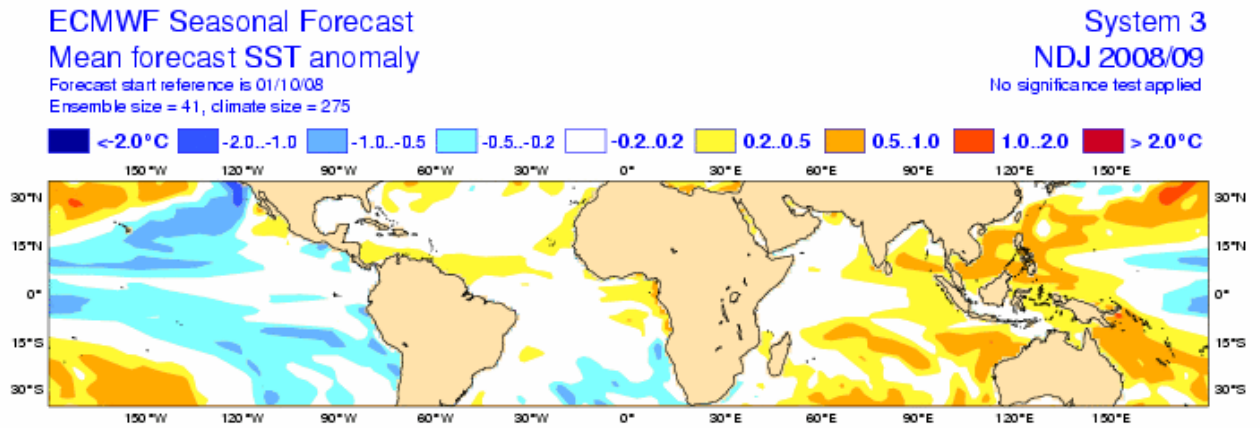 ECMWF Seasonal Forecast
System 3
Mean forecast SST anomaly
NDJ 2008/09
Forecast start reference is 01/10/08
No significance test applied
Ensemble size = 41, climate size = 275
<-2.0°C -2.0..-1.0 -1.0..-0.5 -0.5..-0.2 -0.2..0.2 0.2..0.5 0.5..1.0 1.0..2.0 > 2.0°C
150°W 120°W 90°W 60°W 30°W 0° 30°E 60°E 90°E 120°E 150°E
30°N 30°N
15°N 15°N
0° 0°
15°S 15°S
30°S 30°S
150°W 120°W 90°W 60°W 30°W 0° 30°E 60°E 90°E 120°E 150°E